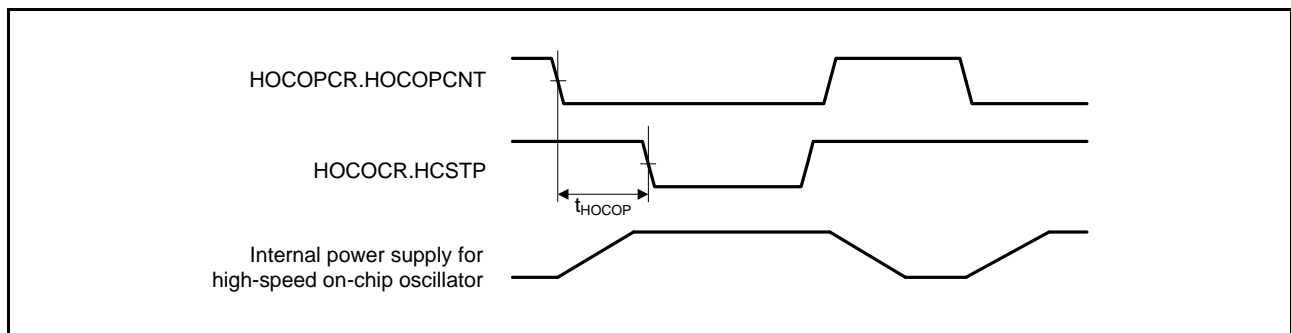 HOCOPCR.HOCOPCNT
HOCOCR.HCSTP
tHOCOP
Internal power supply for
high-speed on-chip oscillator